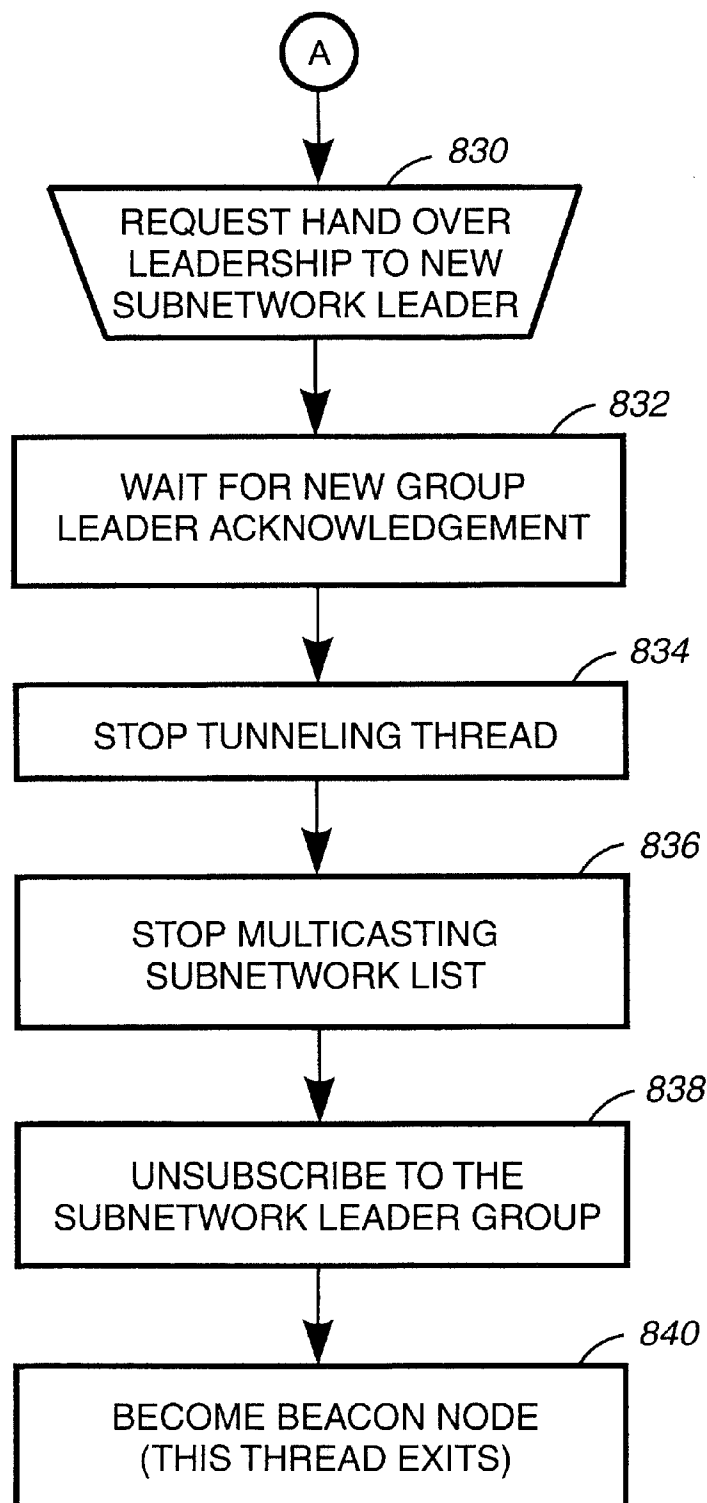 A
830
REQUEST HAND OVER
LEADERSHIP TO NEW
SUBNETWORK LEADER
832
WAIT FOR NEW GROUP
LEADER ACKNOWLEDGEMENT
834
STOP TUNNELING THREAD
836
STOP MULTICASTING
SUBNETWORK LIST
838
UNSUBSCRIBE TO THE
SUBNETWORK LEADER GROUP
840
BECOME BEACON NODE
(THIS THREAD EXITS)